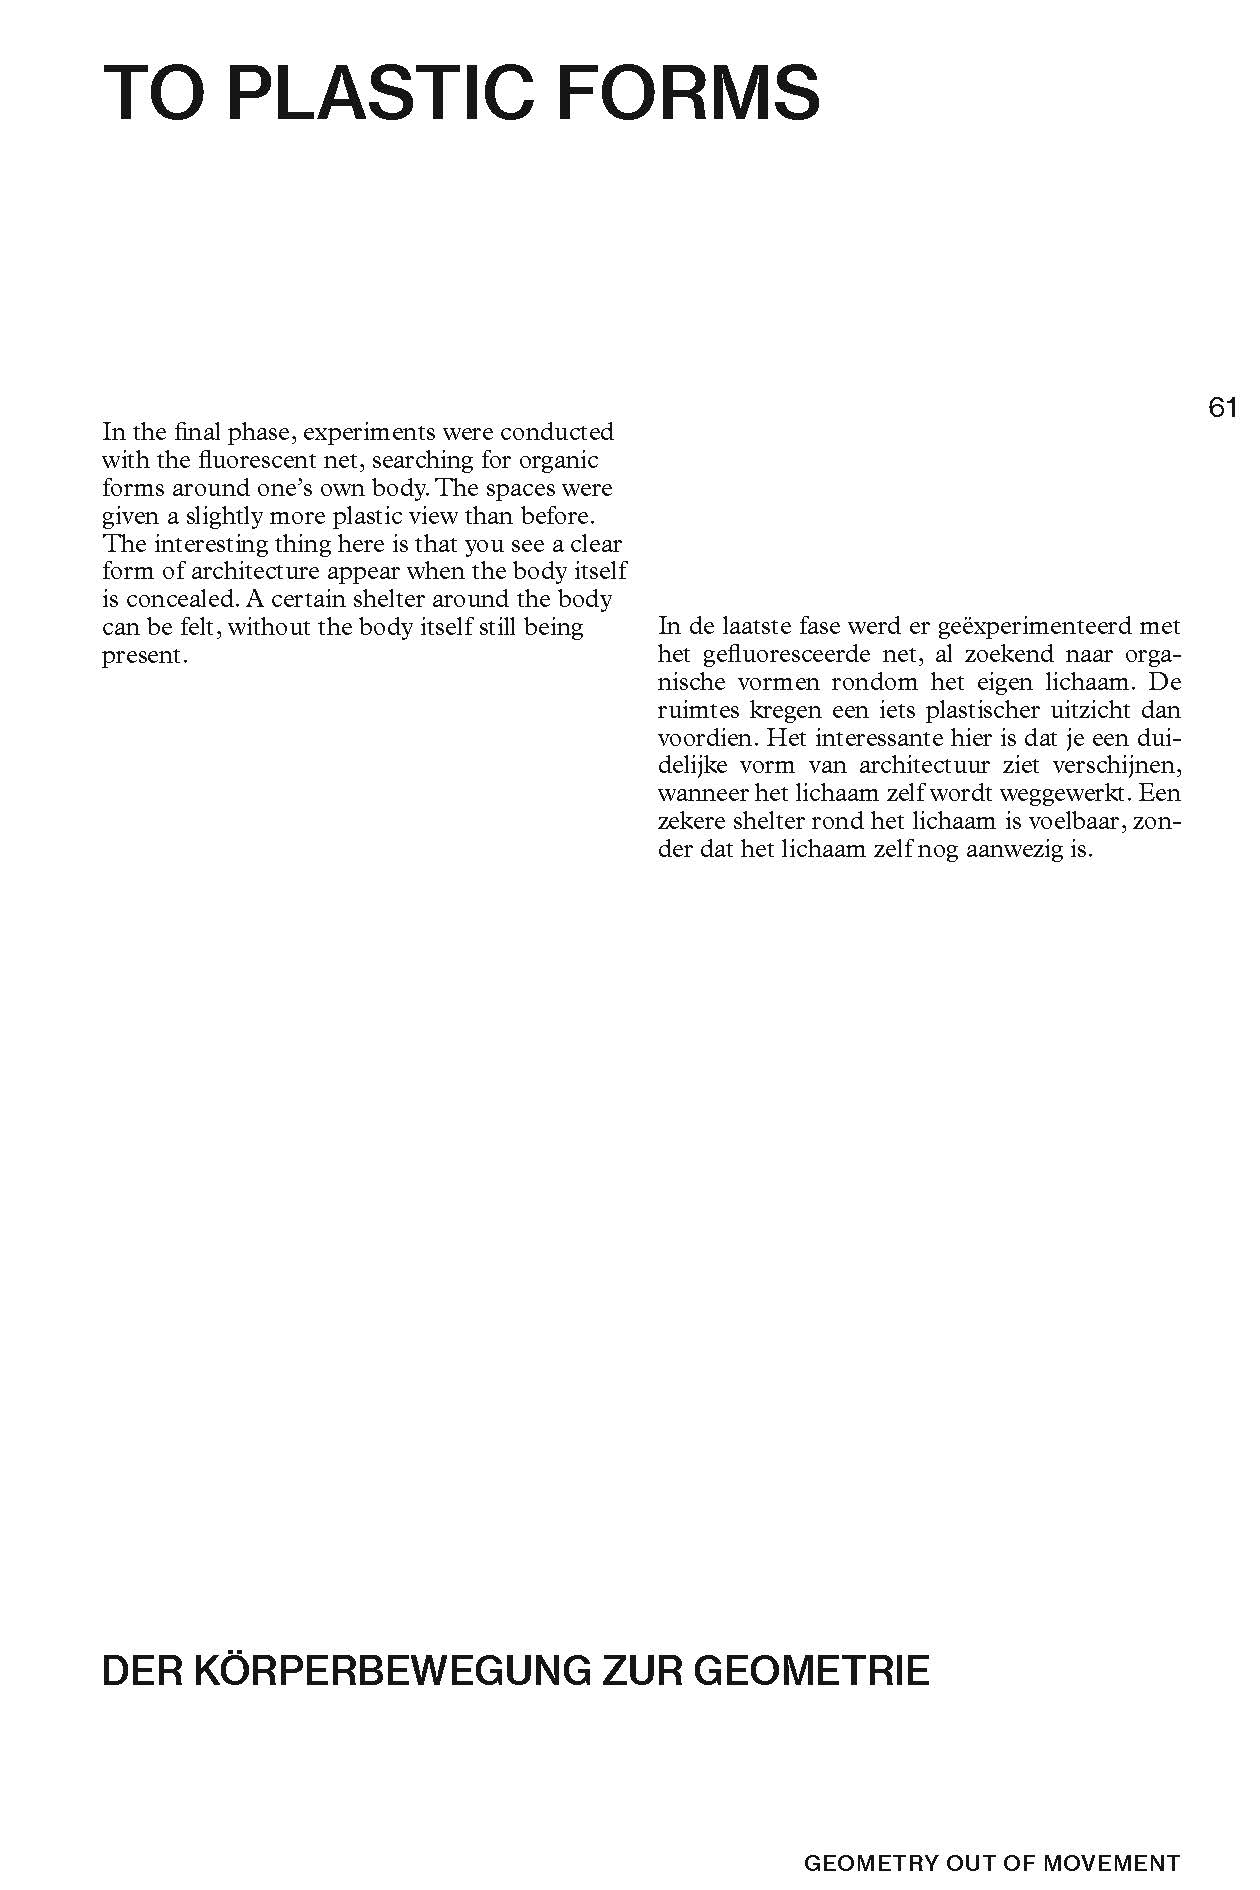 TO PLASTIC FORMS
61
In the final phase, experiments were conducted
with the fluorescent net, searching for organic
forms around one’s own body. The spaces were
given a slightly more plastic view than before.
The interesting thing here is that you see a clear
form of architecture appear when the body itself
is concealed. A certain shelter around the body
can be felt, without the body itself still being
present.
In de laatste fase werd er geëxperimenteerd met
het gefluoresceerde net, al zoekend naar orga-
nische vormen rondom het eigen lichaam. De
ruimtes kregen een iets plastischer uitzicht dan
voordien. Het interessante hier is dat je een dui-
delijke vorm van architectuur ziet verschijnen,
wanneer het lichaam zelf wordt weggewerkt. Een
zekere shelter rond het lichaam is voelbaar, zon-
der dat het lichaam zelf nog aanwezig is.
DER KÖRPERBEWEGUNG ZUR GEOMETRIE
GEOMETRY OUT OF MOVEMENT